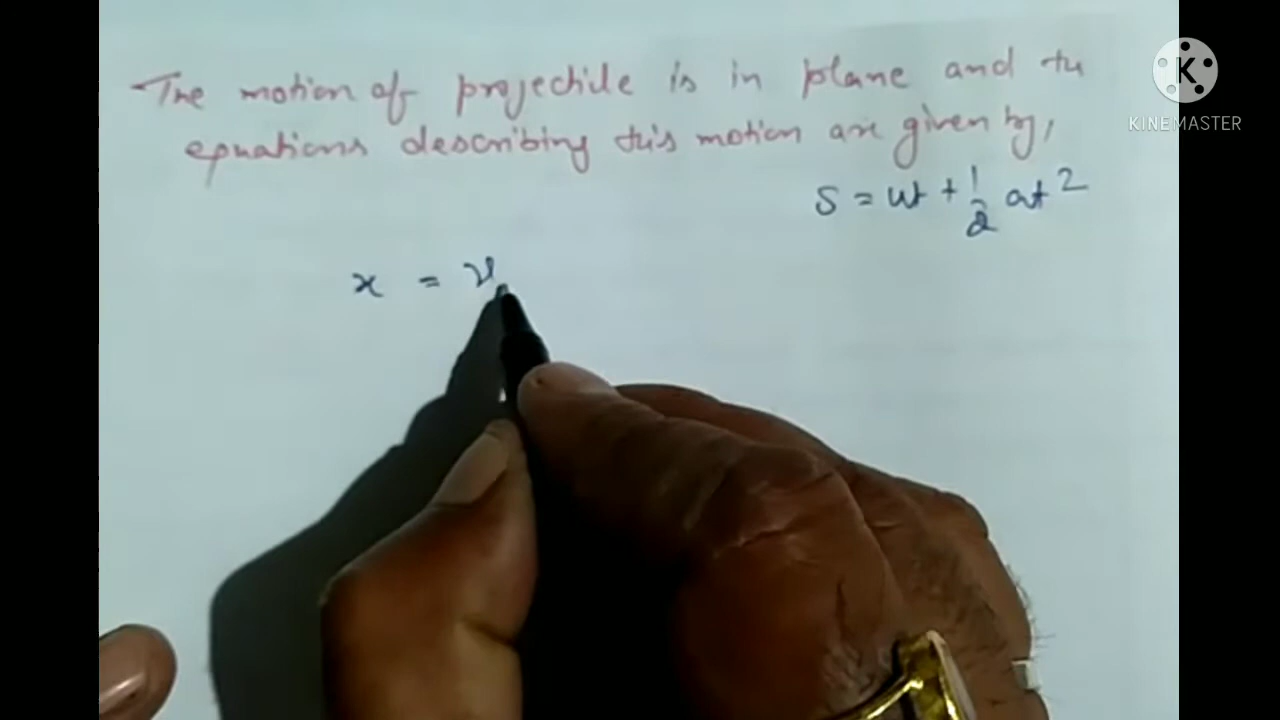 The motion of projectile is in plane and the
equations describing this motion are given by,
S = ut + 1/2 at²
x = v
K
KINEMASTER